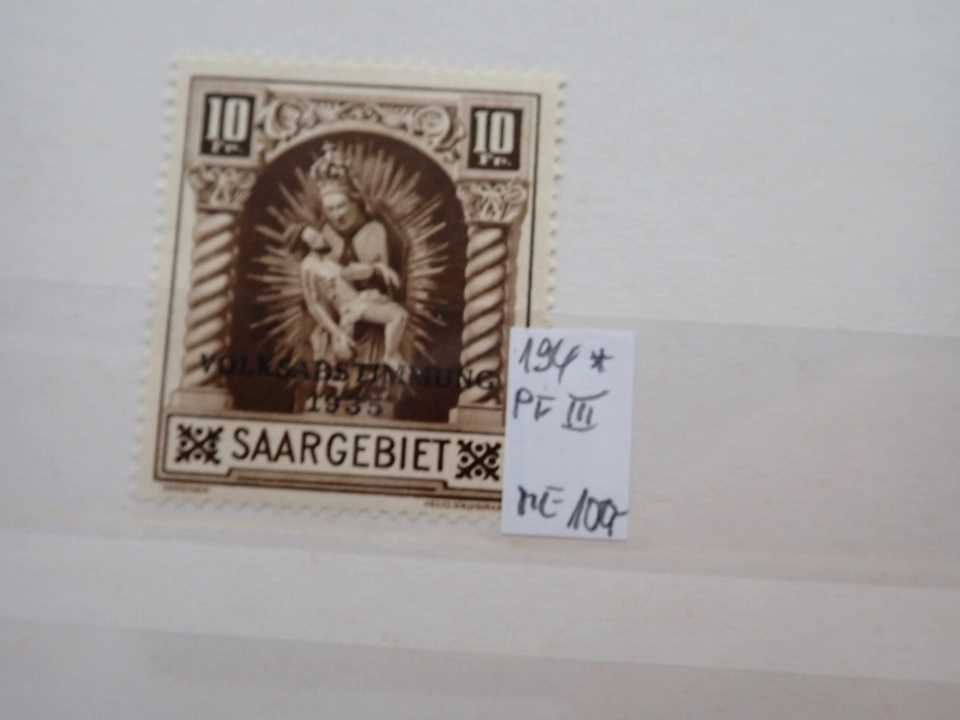 10 10
Fr. Fr.
VOLKSABSTIMMUNG
1935
SAARGEBIET
194 *
PF III
ME 100,-